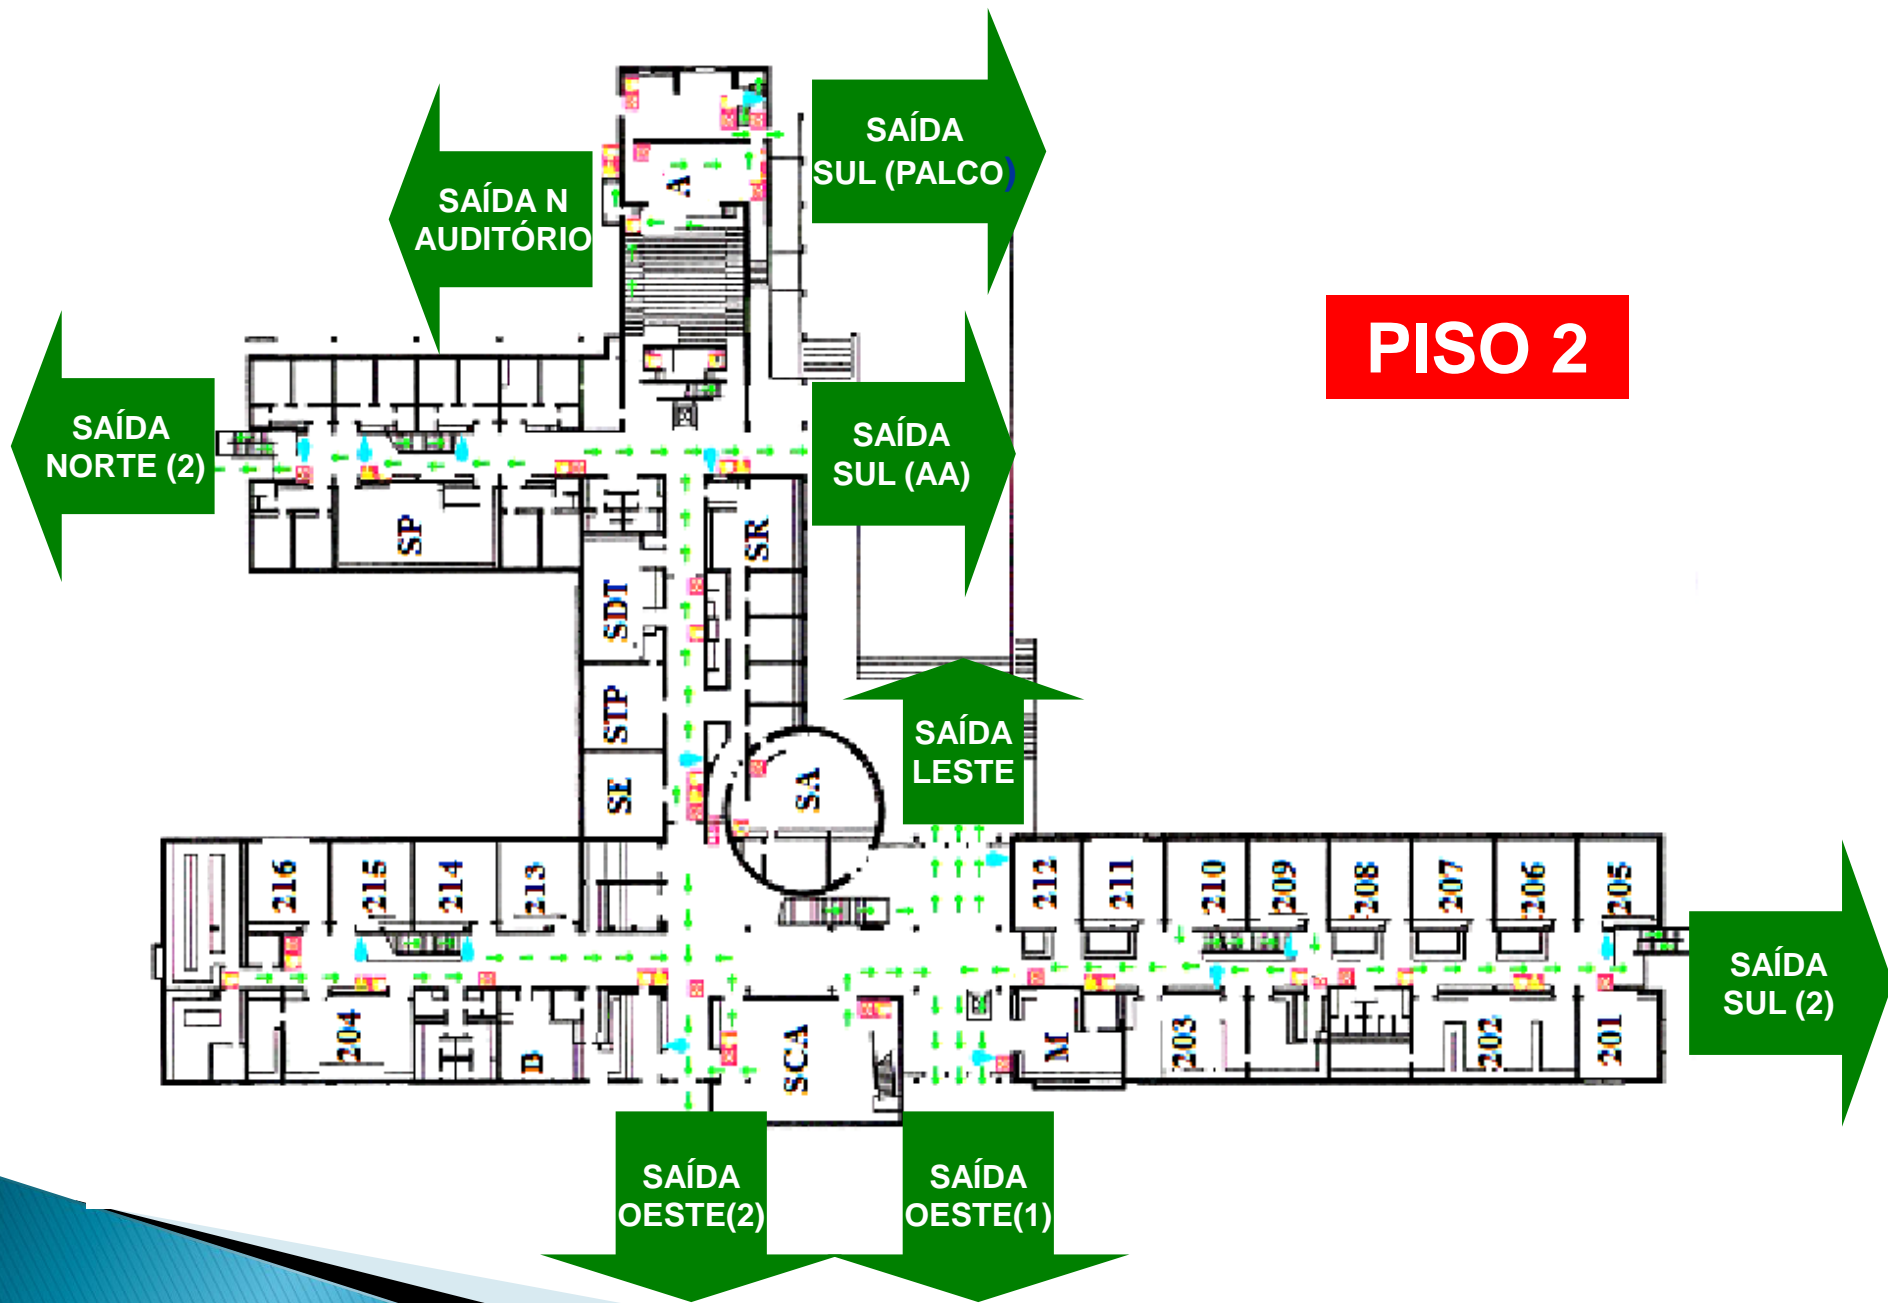 SAÍDA
SUL (PALCO)
SAÍDA N
AUDITÓRIO
A
PISO 2
SAÍDA
NORTE (2)
SAÍDA
SUL (AA)
SP
SR
SDT
STP
SE
SA
SAÍDA
LESTE
216
215
214
213
212
211
210
209
208
207
206
205
204
SCA
M
203
202
201
SAÍDA
SUL (2)
SAÍDA
OESTE(2)
SAÍDA
OESTE(1)